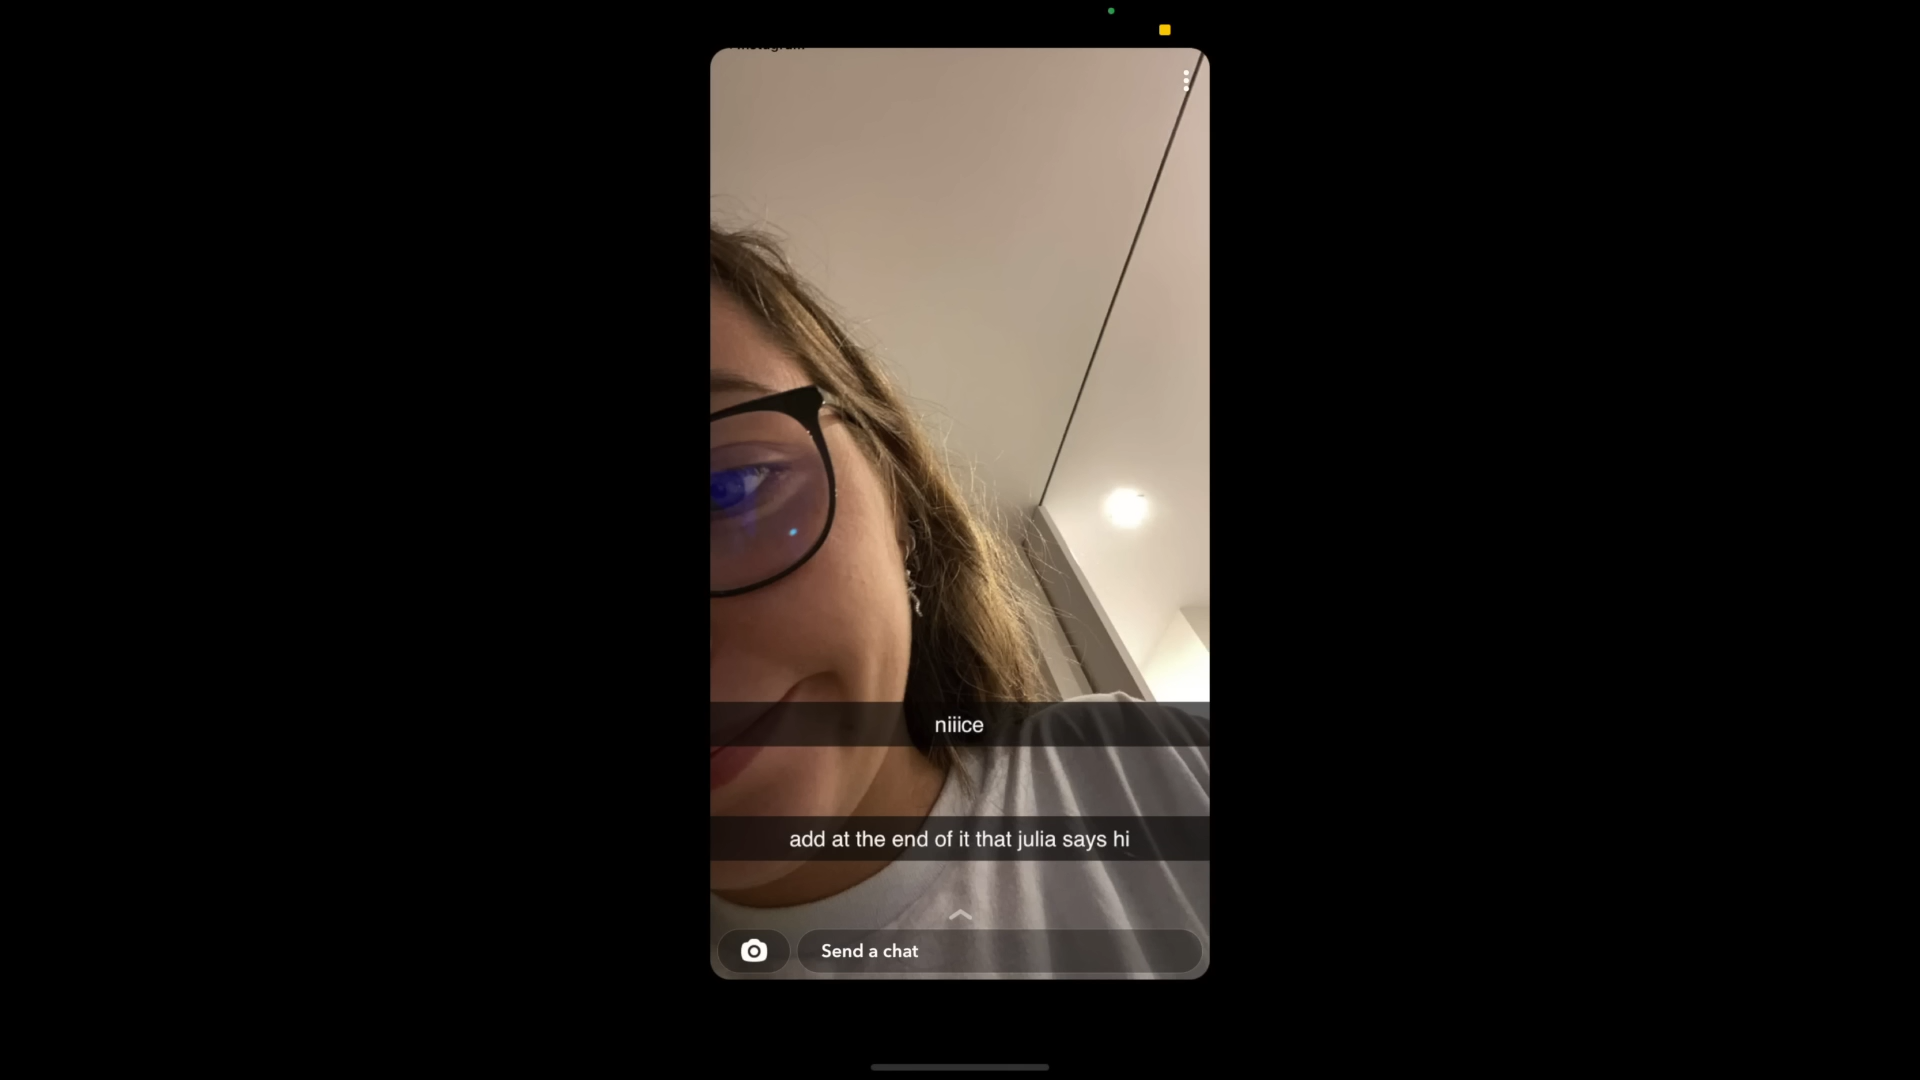 niiice
add at the end of it that julia says hi
Send a chat